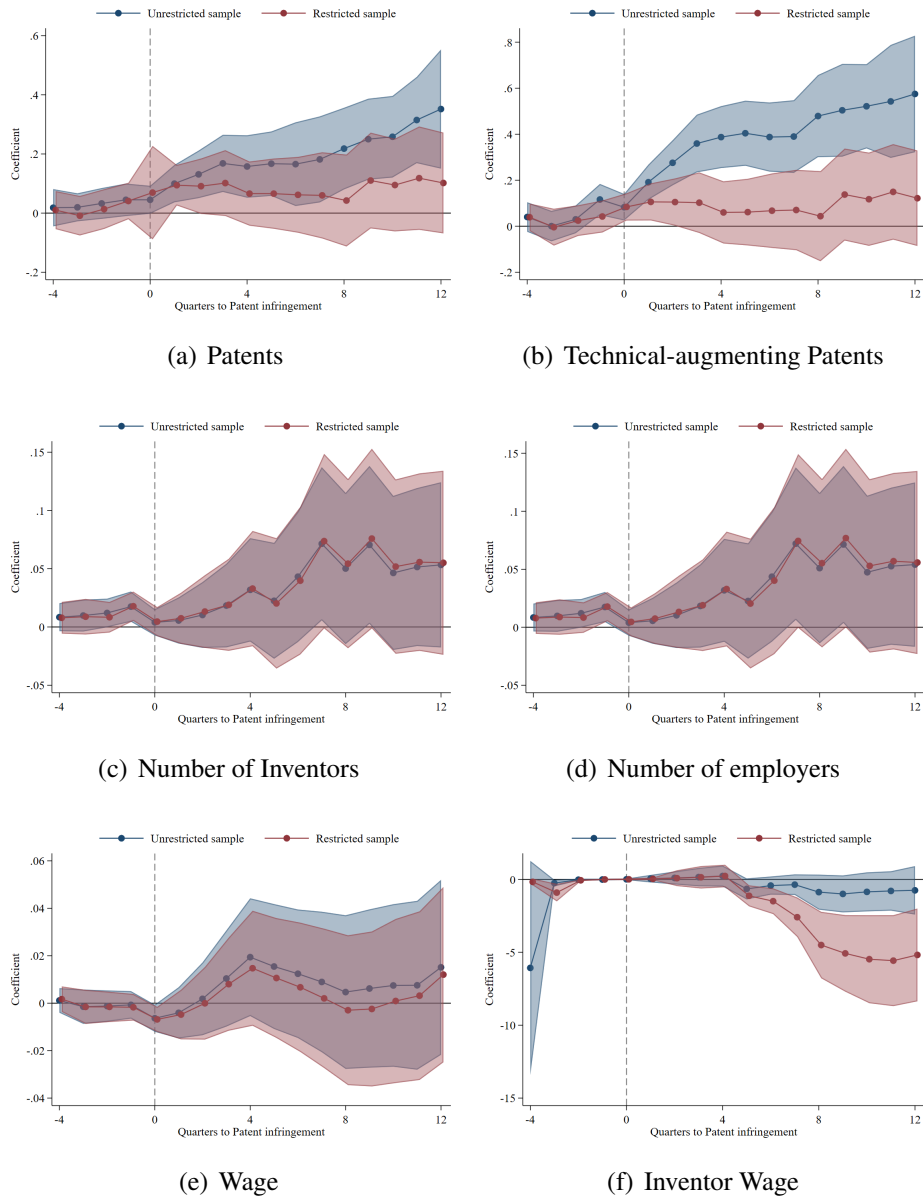 Unrestricted sample Restricted sample
Unrestricted sample Restricted sample
.6
.4
.2
0
-.2
Coefficient
-4 0 4 8 12
Quarters to Patent infringement
.8
.6
.4
.2
0
-.2
Coefficient
-4 0 4 8 12
Quarters to Patent infringement
(a) Patents
(b) Technical-augmenting Patents
Unrestricted sample Restricted sample
Unrestricted sample Restricted sample
.15
.1
.05
0
-.05
Coefficient
-4 0 4 8 12
Quarters to Patent infringement
.15
.1
.05
0
-.05
Coefficient
-4 0 4 8 12
Quarters to Patent infringement
(c) Number of Inventors
(d) Number of employers
Unrestricted sample Restricted sample
Unrestricted sample Restricted sample
.06
.04
.02
0
-.02
-.04
Coefficient
-4 0 4 8 12
Quarters to Patent infringement
0
-5
-10
-15
Coefficient
-4 0 4 8 12
Quarters to Patent infringement
(e) Wage
(f) Inventor Wage